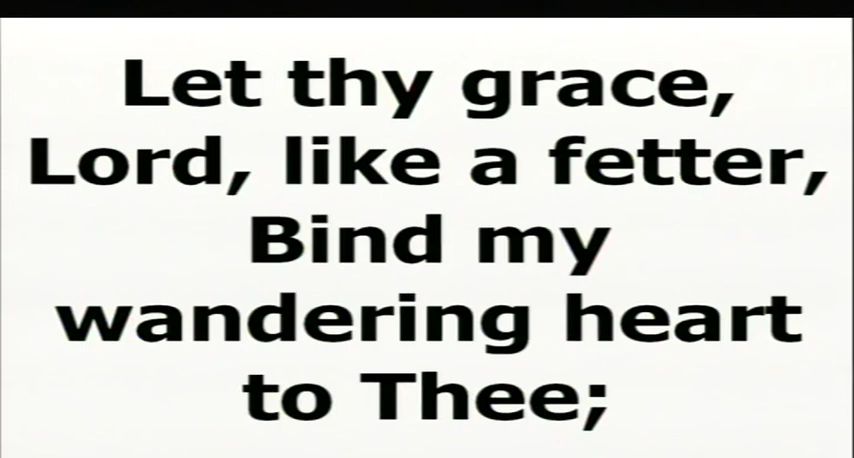 Let thy grace,
Lord, like a fetter,
Bind my
wandering heart
to Thee;